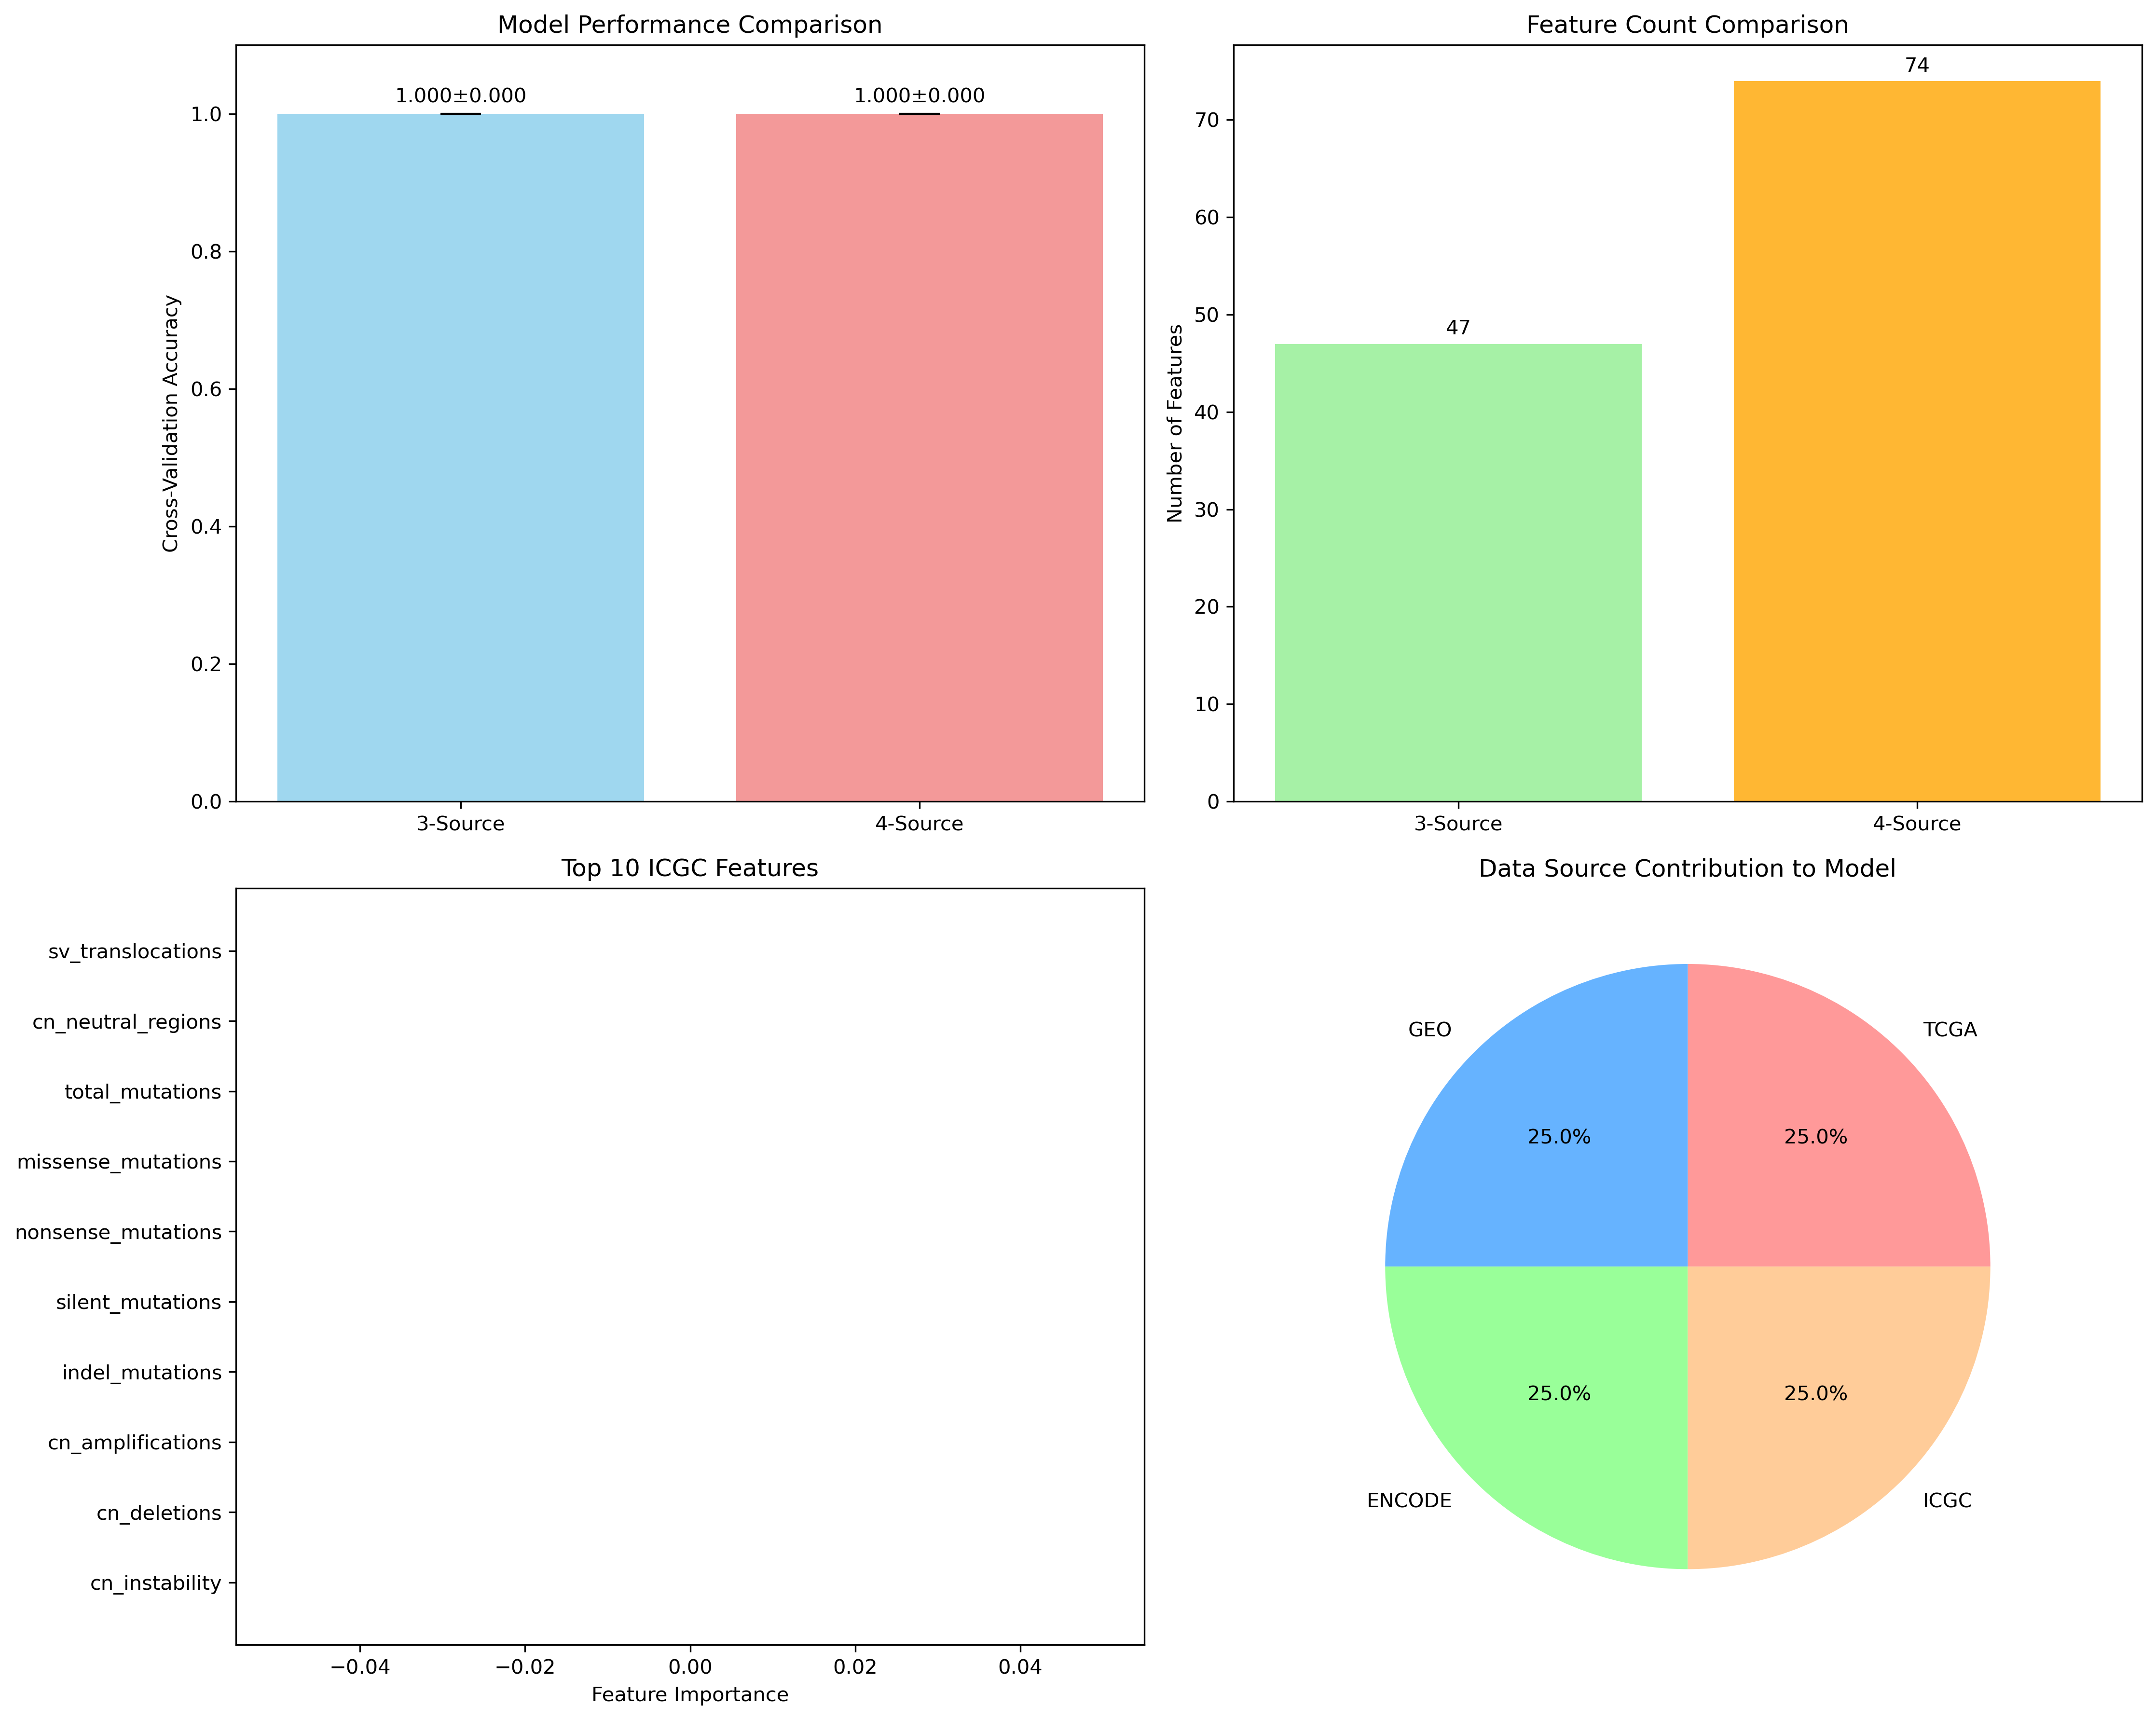 Model Performance Comparison
Cross-Validation Accuracy
1.0
0.8
0.6
0.4
0.2
0.0
1.000±0.000
1.000±0.000
3-Source
4-Source
Feature Count Comparison
Number of Features
70
60
50
40
30
20
10
0
47
74
3-Source
4-Source
Top 10 ICGC Features
sv_translocations
cn_neutral_regions
total_mutations
missense_mutations
nonsense_mutations
silent_mutations
indel_mutations
cn_amplifications
cn_deletions
cn_instability
−0.04
−0.02
0.00
0.02
0.04
Feature Importance
Data Source Contribution to Model
GEO
TCGA
25.0%
25.0%
25.0%
25.0%
ENCODE
ICGC